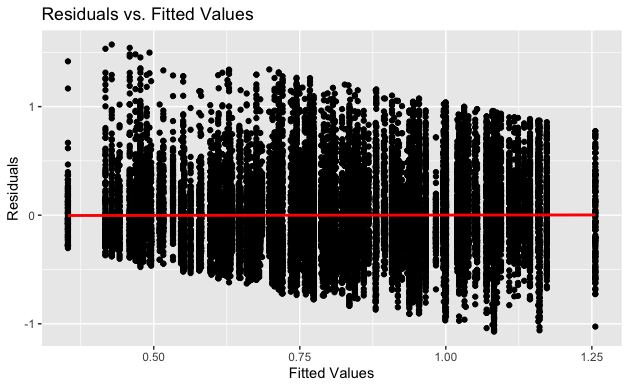 Residuals vs. Fitted Values
Residuals
1
0
-1
0.50
0.75
1.00
1.25
Fitted Values